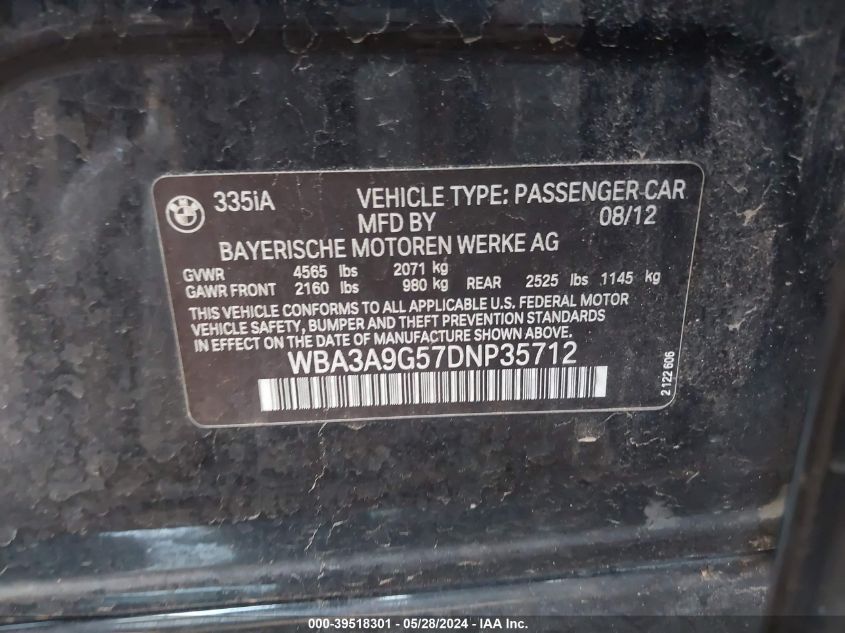 335iA VEHICLE TYPE: PASSENGER CAR
MFD BY 08/12
BAYERISCHE MOTOREN WERKE AG
GVWR 4565 lbs 2071 kg
GAWR FRONT 2160 lbs 980 kg REAR 2525 lbs 1145 kg
THIS VEHICLE CONFORMS TO ALL APPLICABLE U.S. FEDERAL MOTOR
VEHICLE SAFETY, BUMPER AND THEFT PREVENTION STANDARDS
IN EFFECT ON THE DATE OF MANUFACTURE SHOWN ABOVE.
WBA3A9G57DNP35712
2 122 606
000-39518301 - 05/28/2024 - IAA Inc.